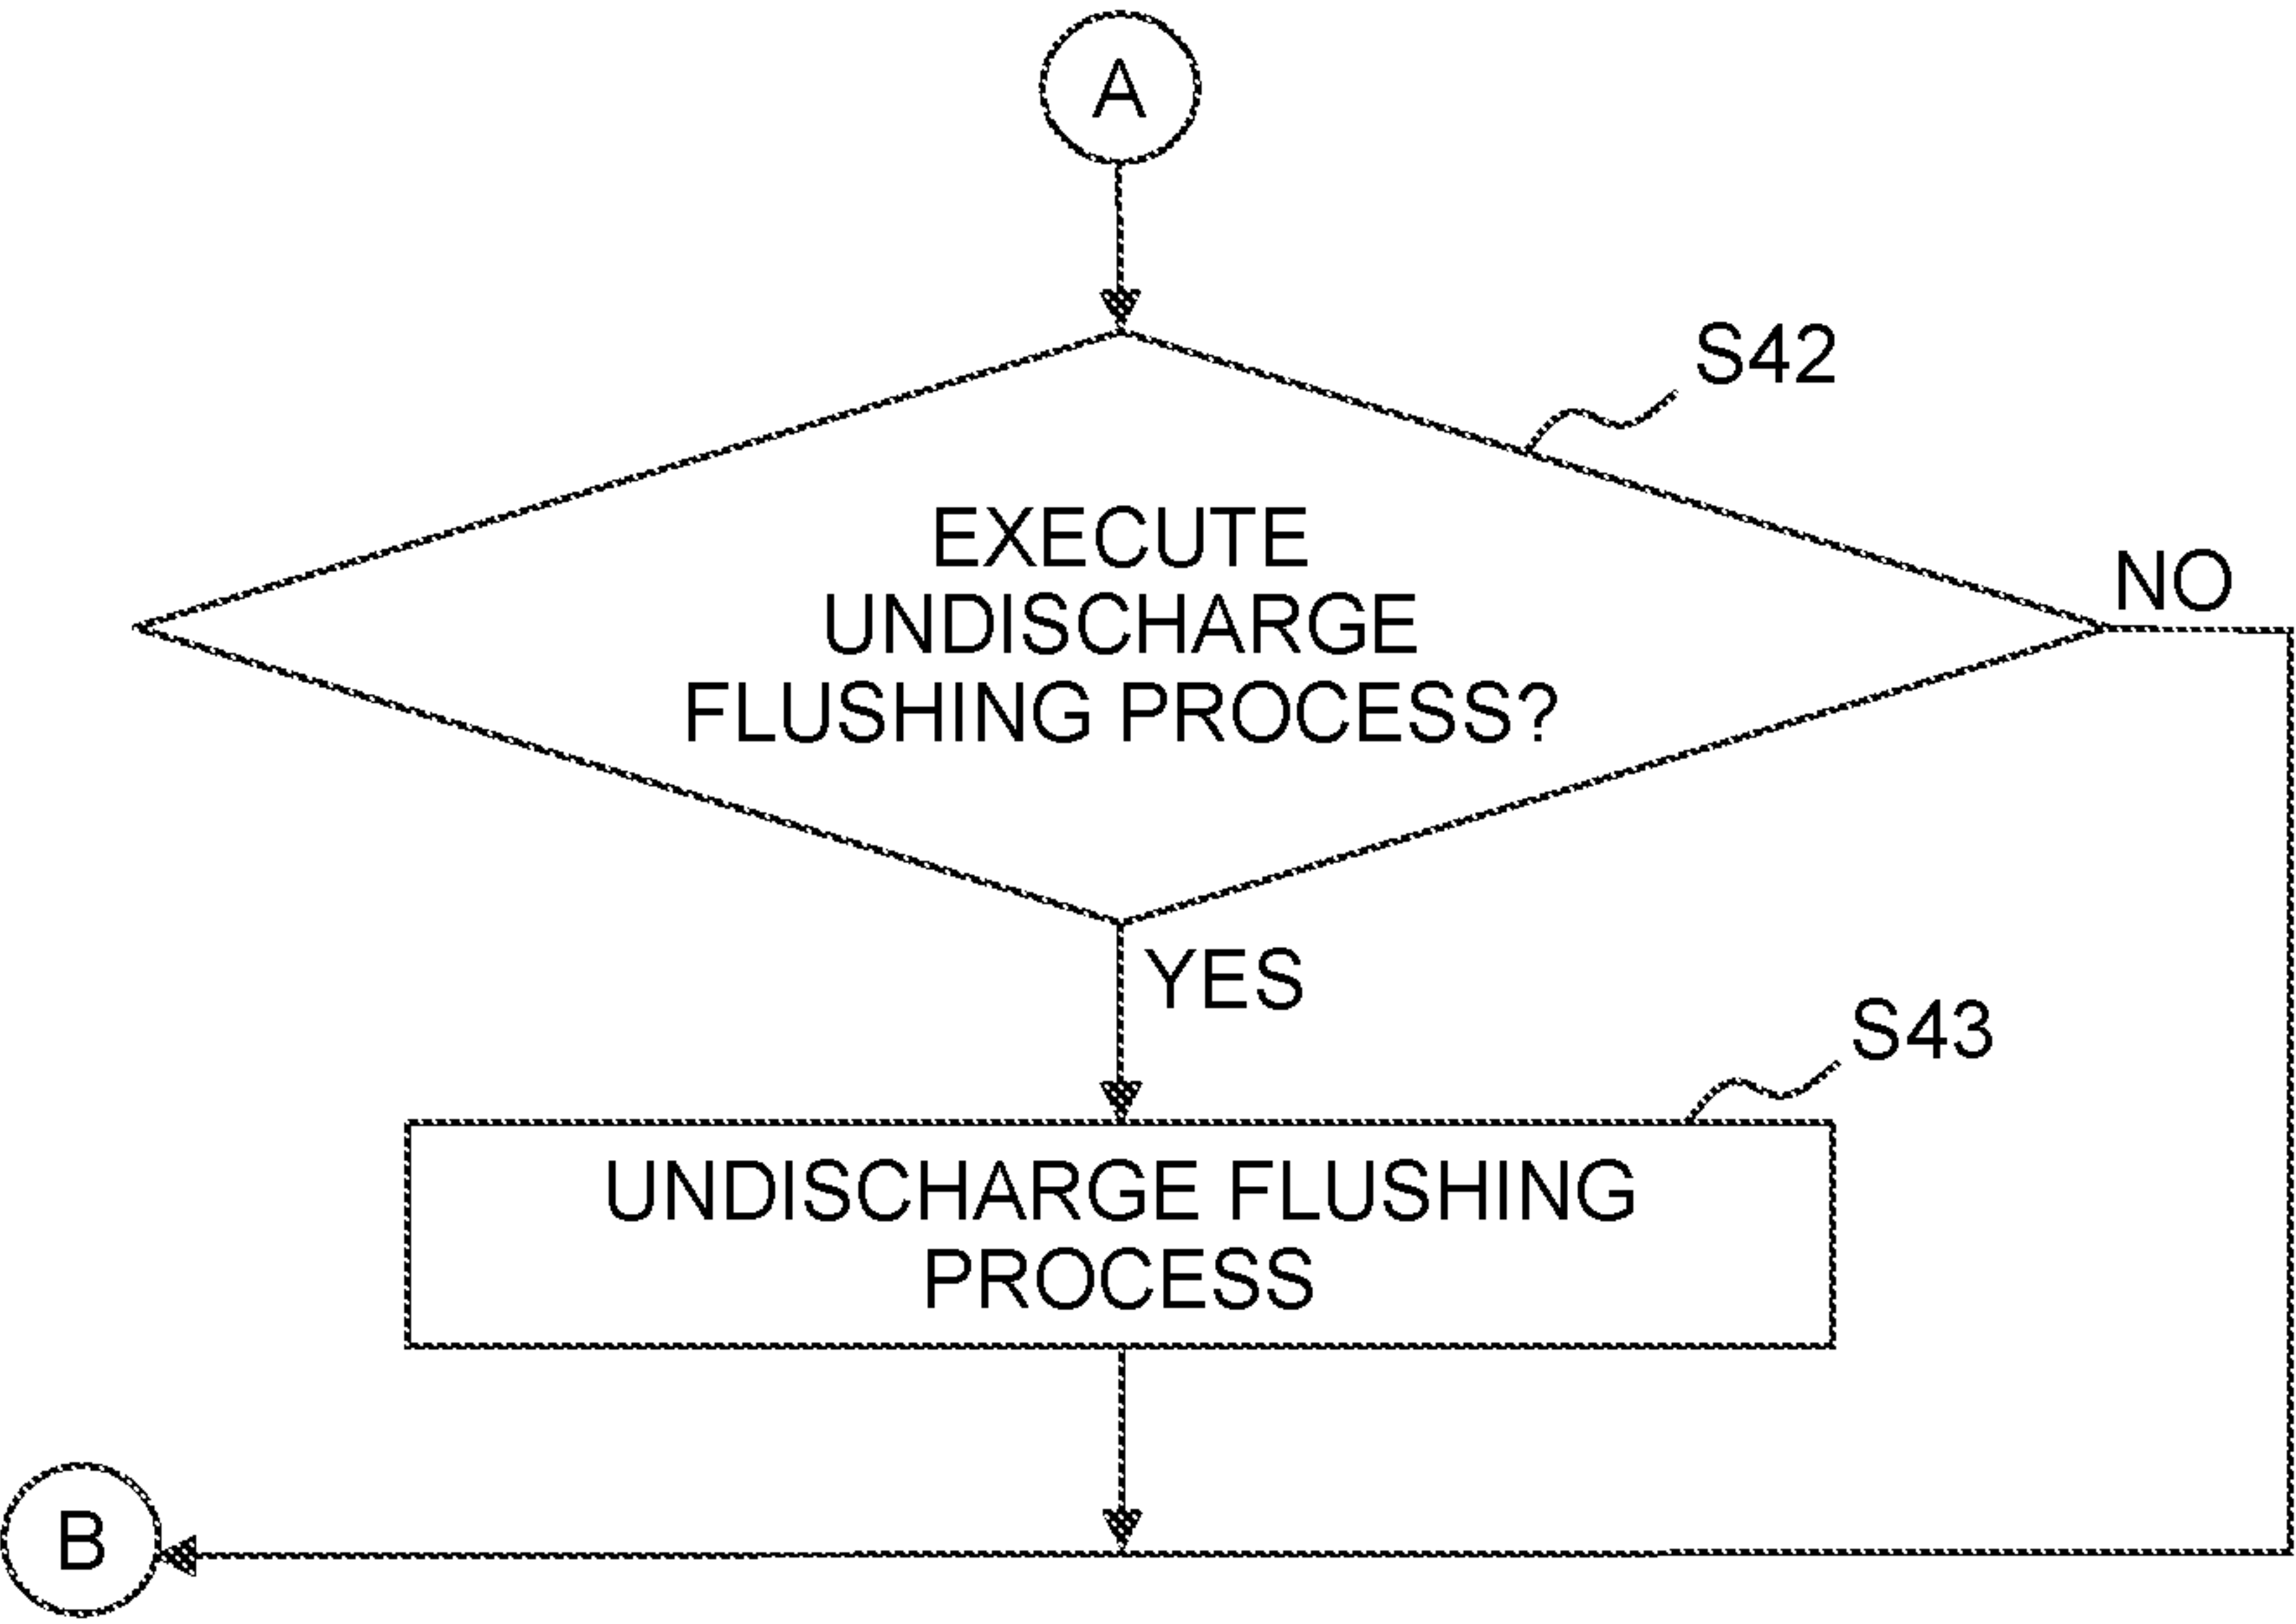 A
S42
EXECUTE
UNDISCHARGE
FLUSHING PROCESS?
NO
YES
S43
UNDISCHARGE FLUSHING
PROCESS
B